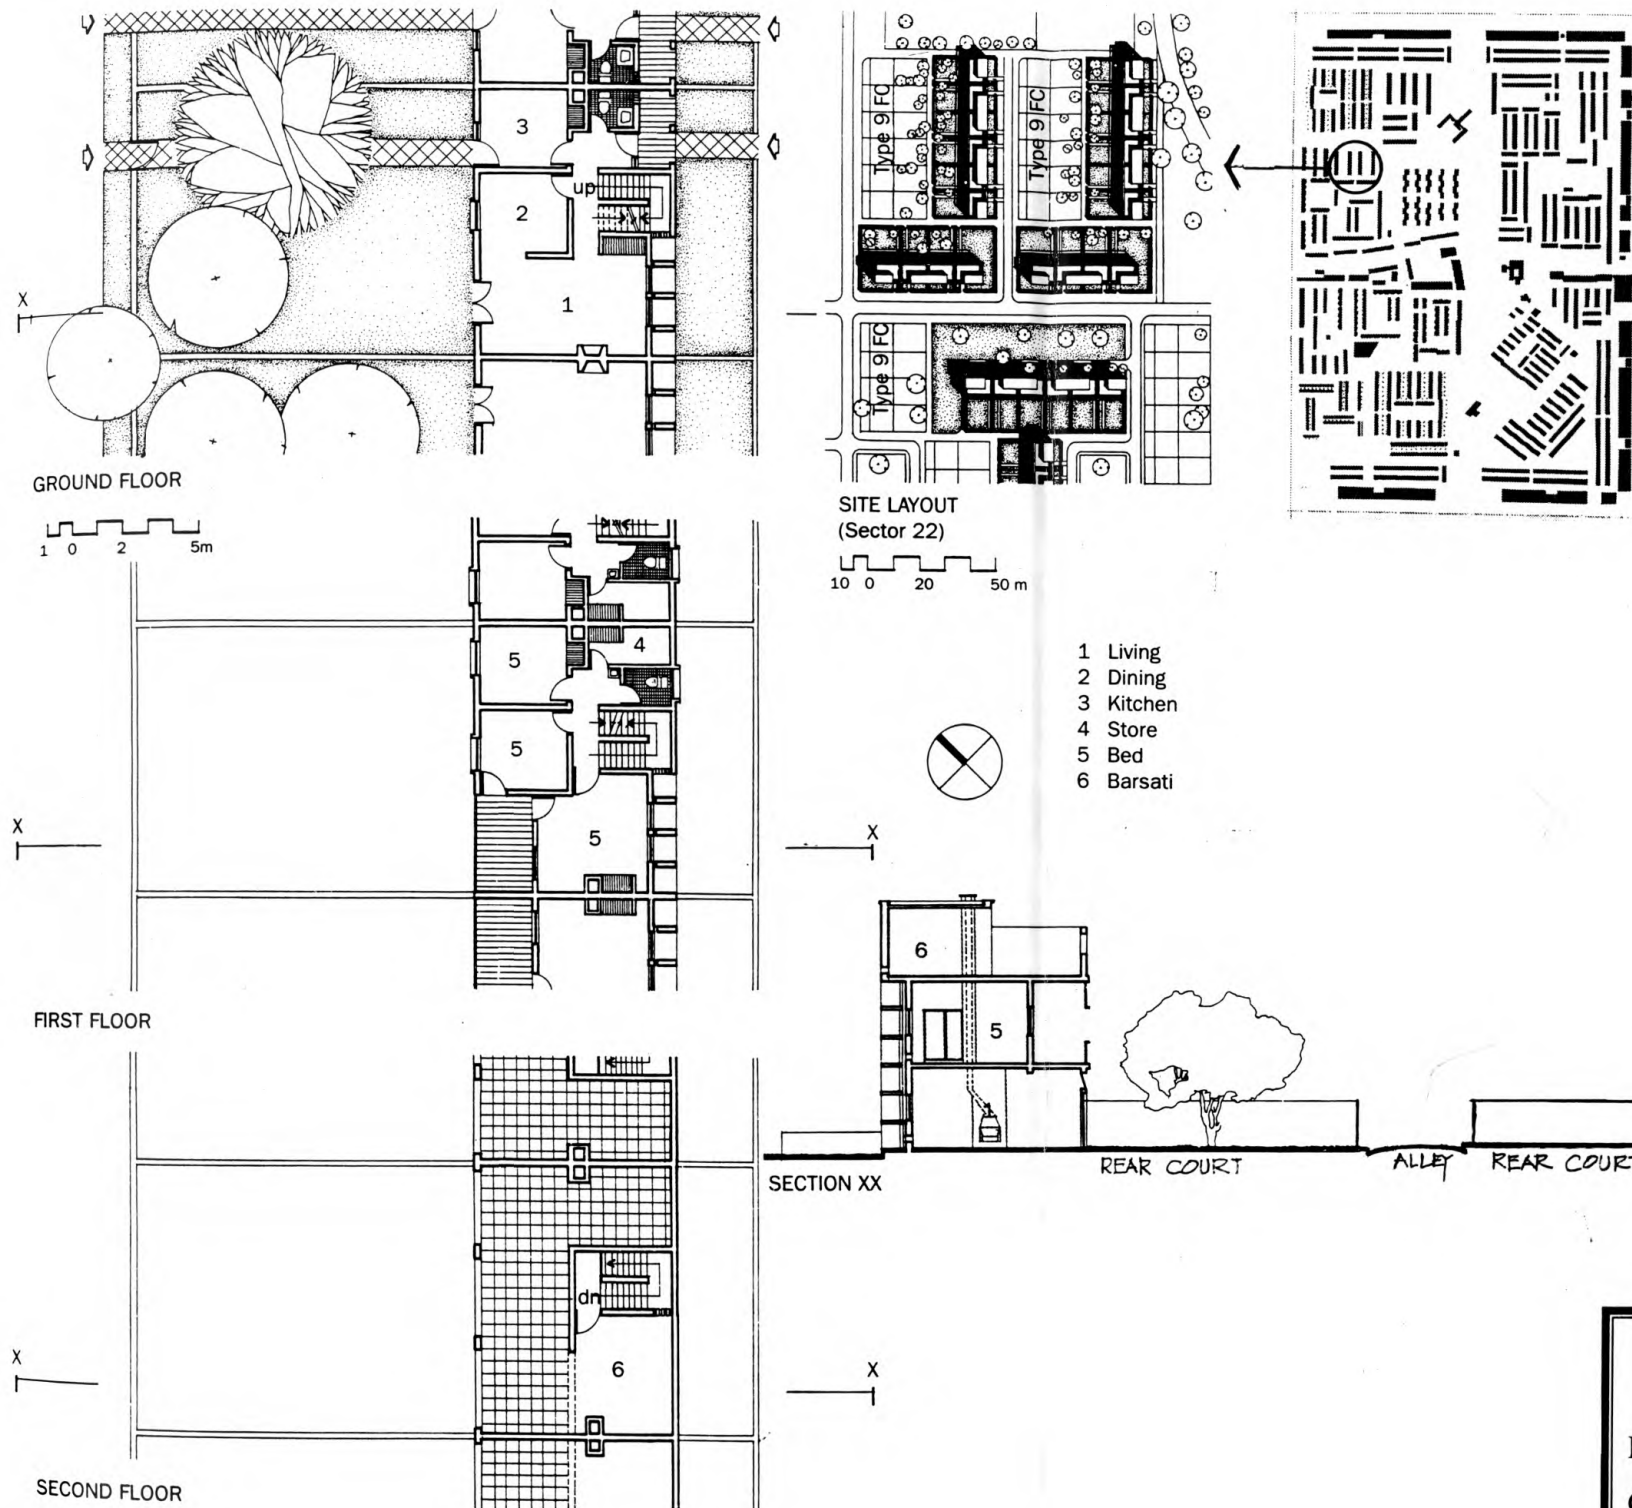 3
up
2
1
X
GROUND FLOOR
1 0 2 5m
Type 9 FC
Type 9 FC
Type 9 FC
SITE LAYOUT
(Sector 22)
10 0 20 50 m
1 Living
2 Dining
3 Kitchen
4 Store
5 Bed
6 Barsati
4
5
5
5
X
X
FIRST FLOOR
6
5
REAR COURT
ALLEY
REAR COURT
SECTION XX
dn
6
X
X
SECOND FLOOR